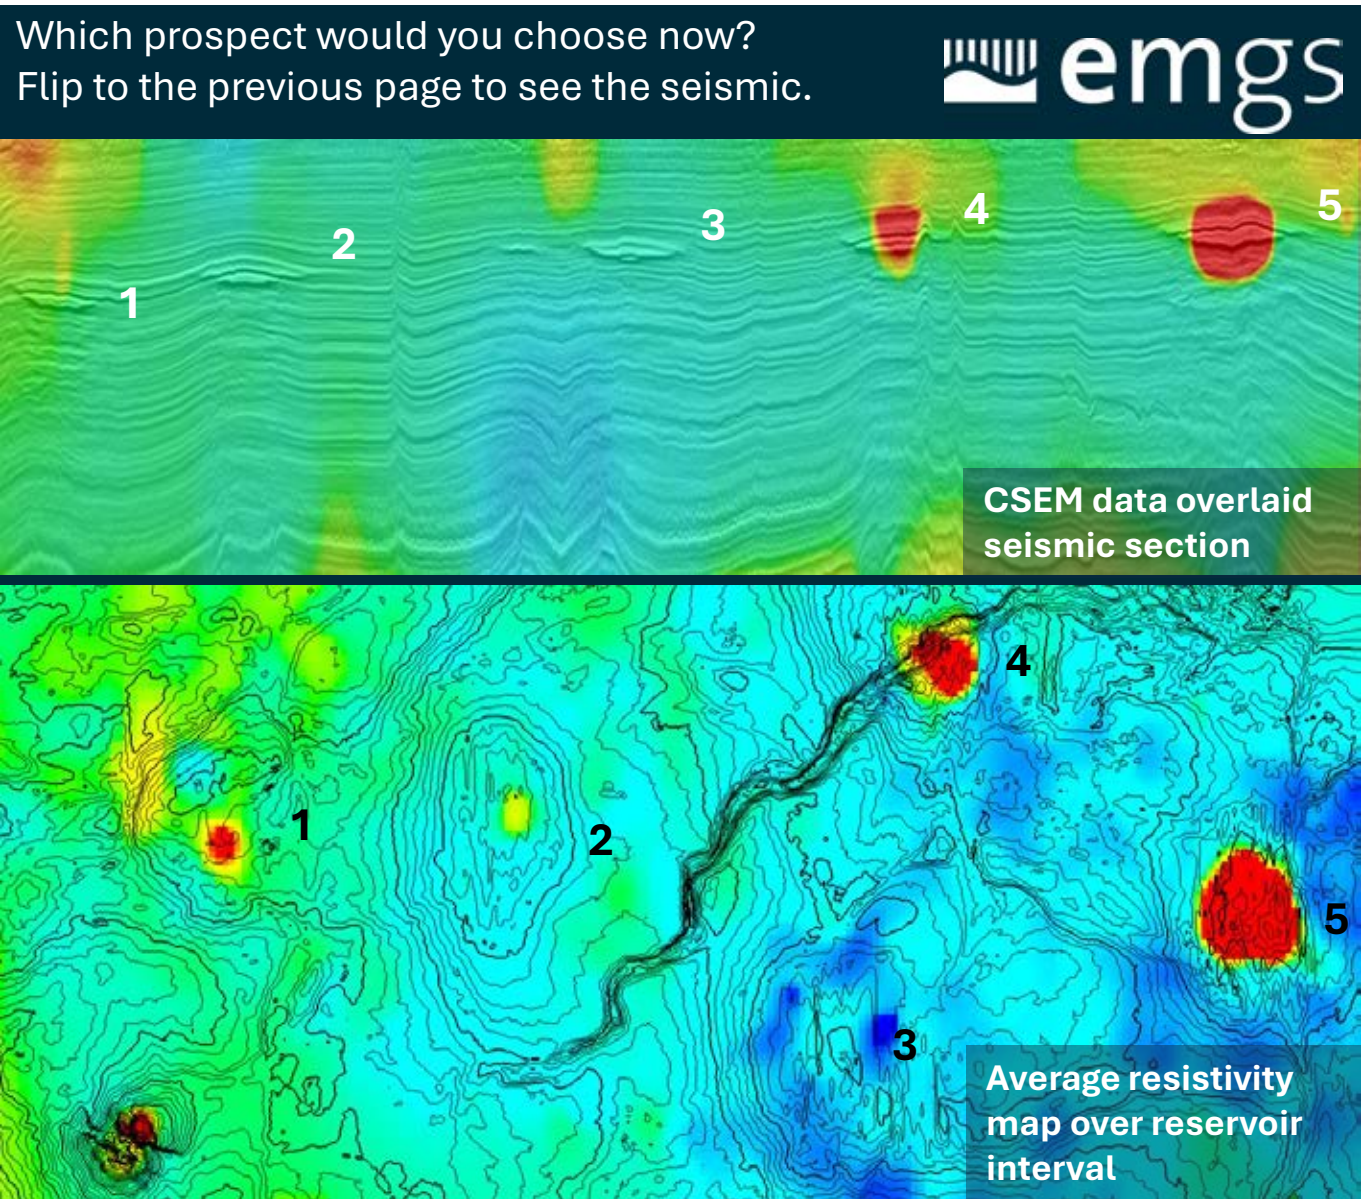 Which prospect would you choose now?
Flip to the previous page to see the seismic.
emgs
1
2
3
4
5
CSEM data overlaid
seismic section
1
2
3
4
5
Average resistivity
map over reservoir
interval